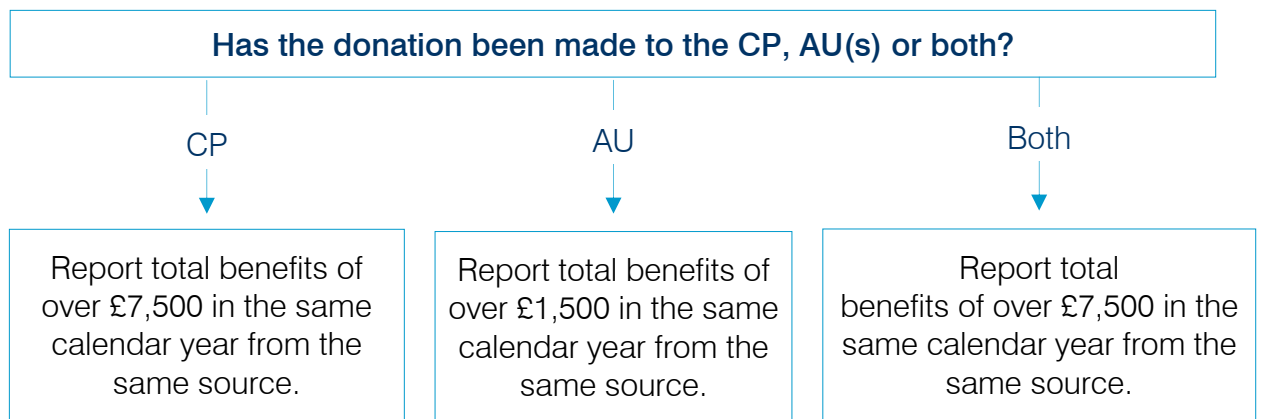 Has the donation been made to the CP, AU(s) or both?
CP
AU
Both
Report total benefits of
over £7,500 in the same
calendar year from the
same source.
Report total benefits of
over £1,500 in the same
calendar year from the
same source.
Report total
benefits of over £7,500 in the
same calendar year from the
same source.